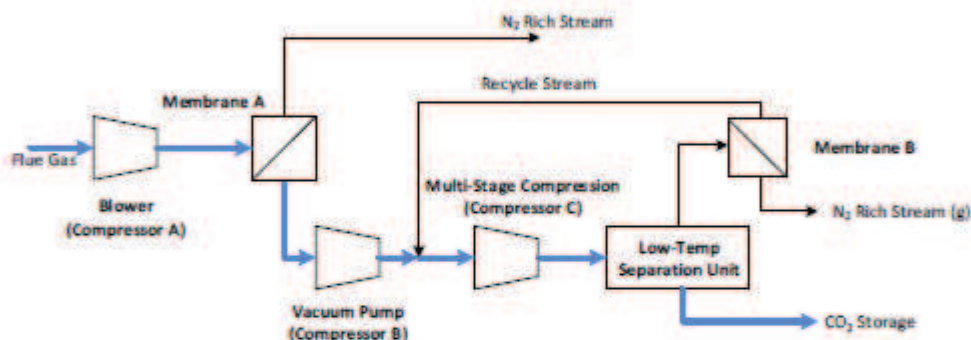 N₂ Rich Stream
Recycle Stream
Membrane A
Flue Gas
Membrane B
Multi-Stage Compression
(Compressor C)
Blower
(Compressor A)
N₂ Rich Stream (g)
Low-Temp
Separation Unit
Vacuum Pump
(Compressor B)
CO₂ Storage